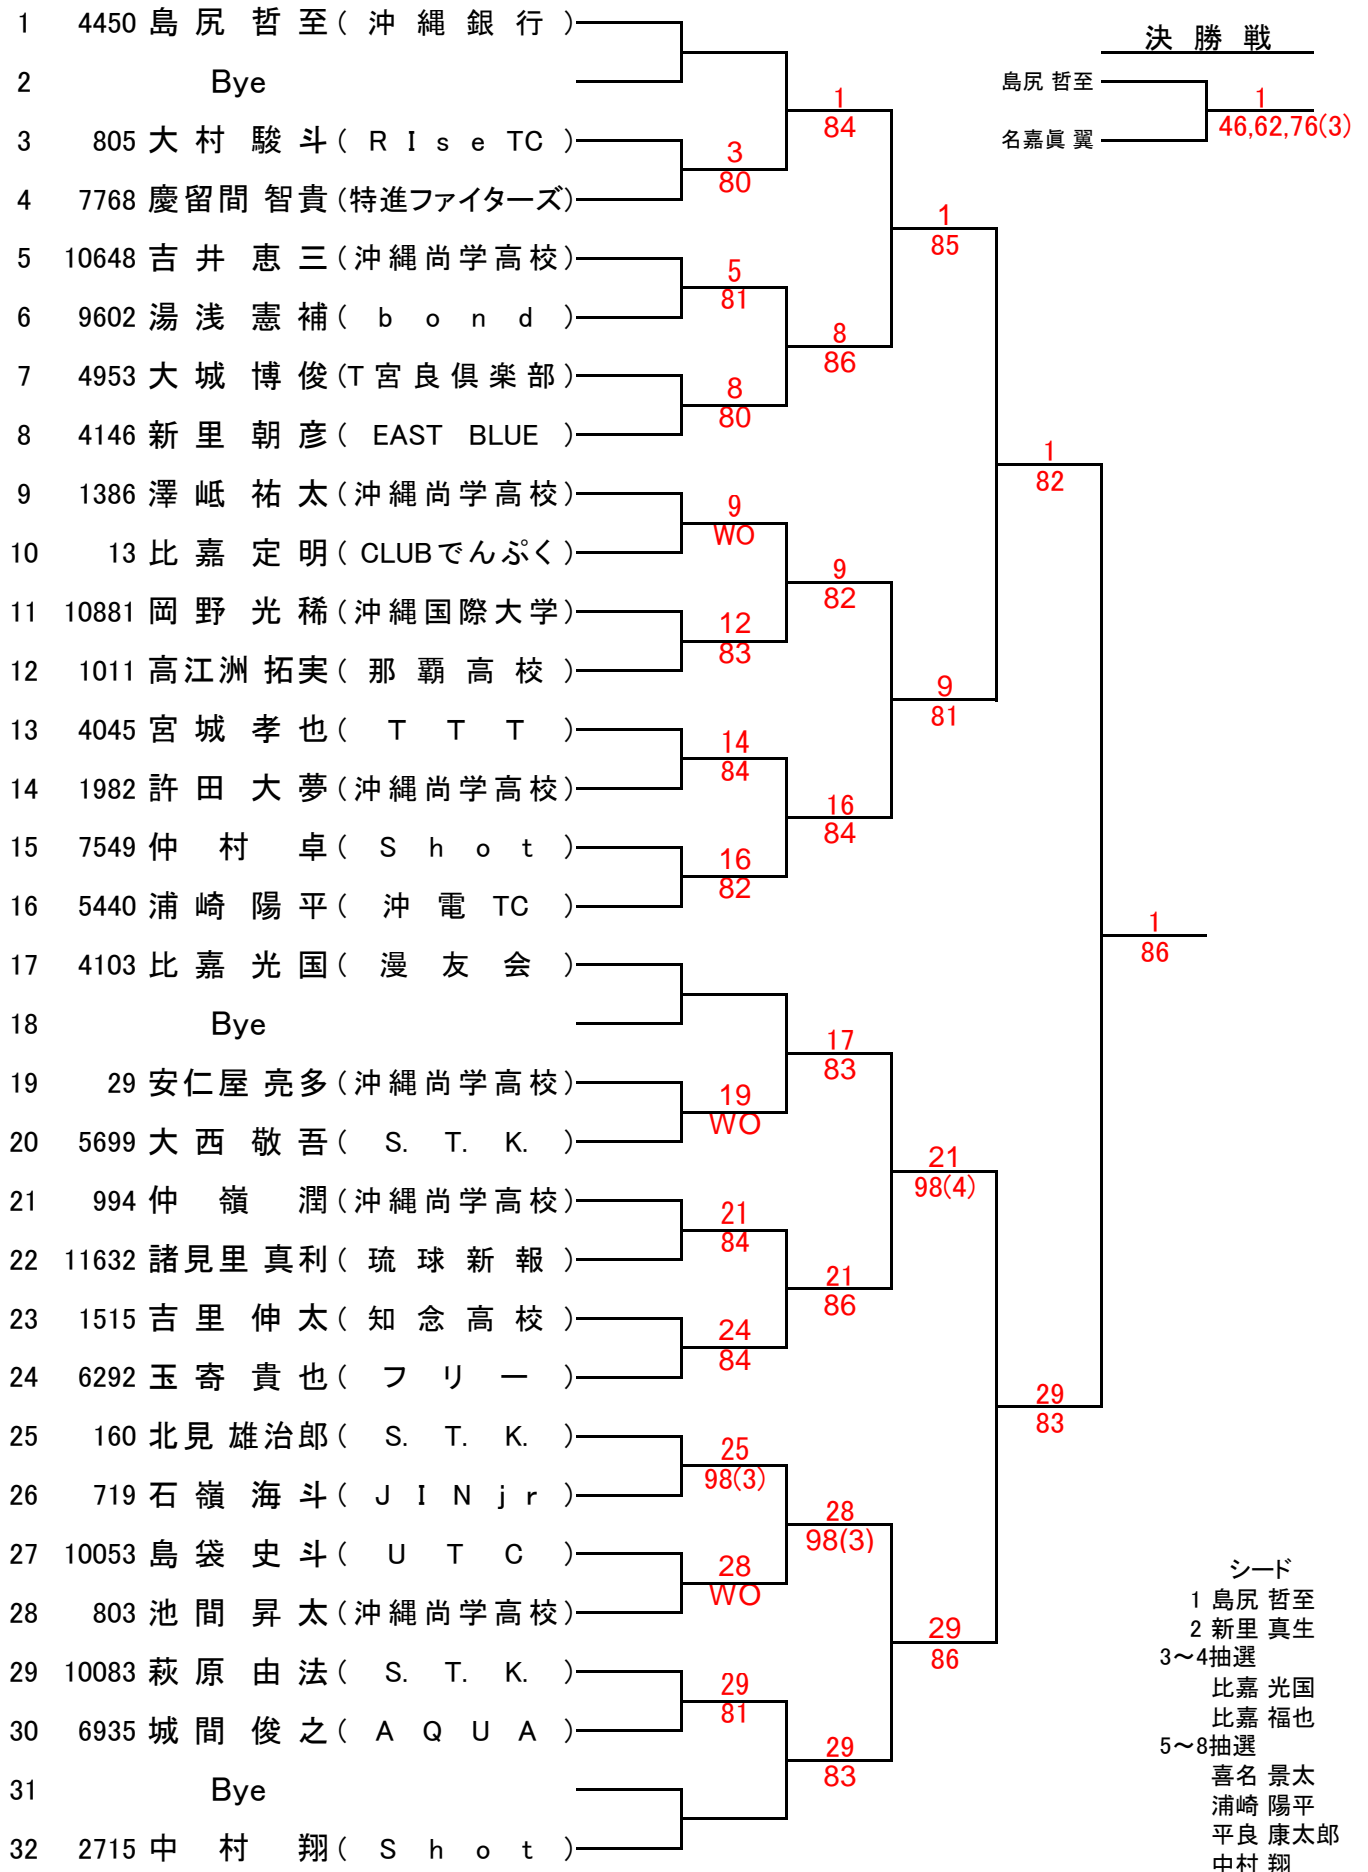 1 4450 島尻 哲至 (沖縄銀行)
2 Bye
3 805 大村 駿斗 (RIse TC)
4 7768 慶留間 智貴 (特進ファイターズ)
5 10648 吉井 恵三 (沖縄尚学高校)
6 9602 湯浅 憲補 (bond)
7 4953 大城 博俊 (T宮良倶楽部)
8 4146 新里 朝彦 (EAST BLUE)
9 1386 澤岻 祐太 (沖縄尚学高校)
10 13 比嘉 定明 (CLUBでんぷく)
11 10881 岡野 光稀 (沖縄国際大学)
12 1011 高江洲 拓実 (那覇高校)
13 4045 宮城 孝也 (TTT)
14 1982 許田 大夢 (沖縄尚学高校)
15 7549 仲村 卓 (Shot)
16 5440 浦崎 陽平 (沖電TC)
17 4103 比嘉 光国 (漫友会)
18 Bye
19 29 安仁屋 亮多 (沖縄尚学高校)
20 5699 大西 敬吾 (S.T.K.)
21 994 仲嶺 潤 (沖縄尚学高校)
22 11632 諸見里 真利 (琉球新報)
23 1515 吉里 伸太 (知念高校)
24 6292 玉寄 貴也 (フリー)
25 160 北見 雄治郎 (S.T.K.)
26 719 石嶺 海斗 (JINjr)
27 10053 島袋 史斗 (UTC)
28 803 池間 昇太 (沖縄尚学高校)
29 10083 萩原 由法 (S.T.K.)
30 6935 城間 俊之 (AQUA)
31 Bye
32 2715 中村 翔 (Shot)
3
80
5
81
8
80
9
WO
12
83
14
84
16
82
19
WO
21
84
24
84
25
98(3)
28
WO
29
81
1
84
8
86
9
82
16
84
17
83
21
86
28
98(3)
29
83
1
85
9
81
21
98(4)
29
86
1
82
29
83
1
86
決勝戦
島尻 哲至
名嘉眞 翼
1
46,62,76(3)
シード
1 島尻 哲至
2 新里 真生
3～4抽選
比嘉 光国
比嘉 福也
5～8抽選
喜名 景太
浦崎 陽平
平良 康太郎
中村 翔